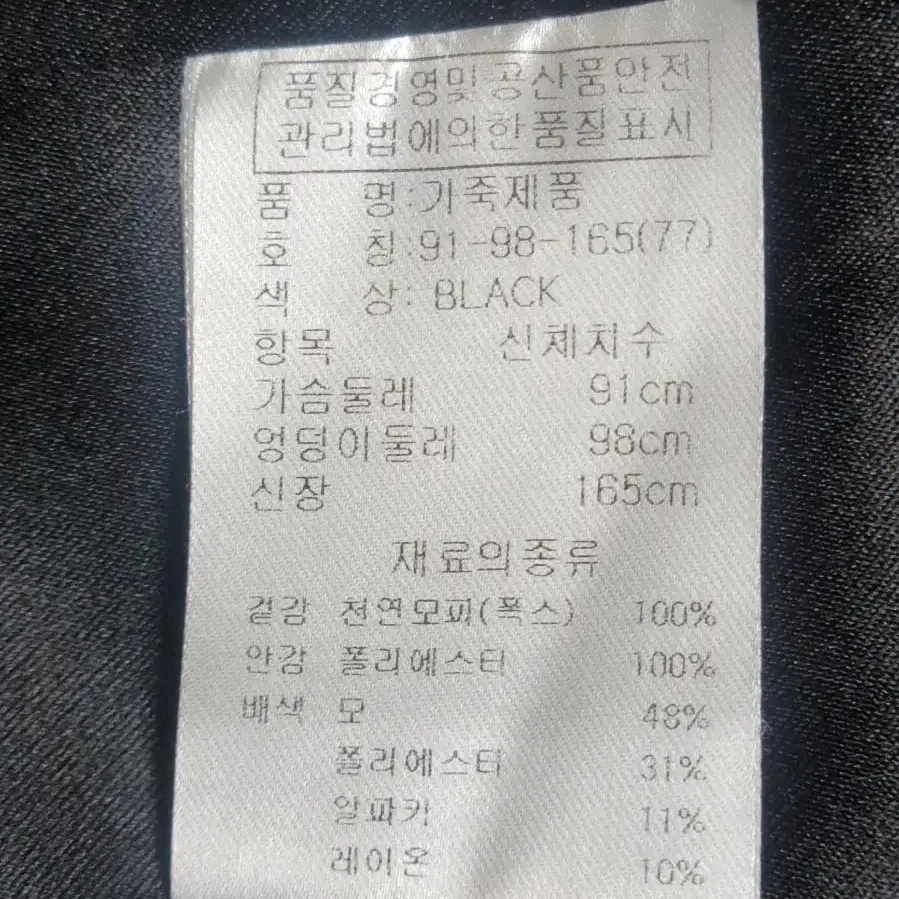 품질경영및공산품안전
관리법에의한품질표시
품 명:가죽제품
호 칭:91-98-165(77)
색 상: BLACK
항목 신체치수
가슴둘레 91cm
엉덩이둘레 98cm
신장 165cm
재료의종류
겉감 천연모피(폭스) 100%
안감 폴리에스터 100%
배색 모 48%
폴리에스터 31%
알파카 11%
레이온 10%